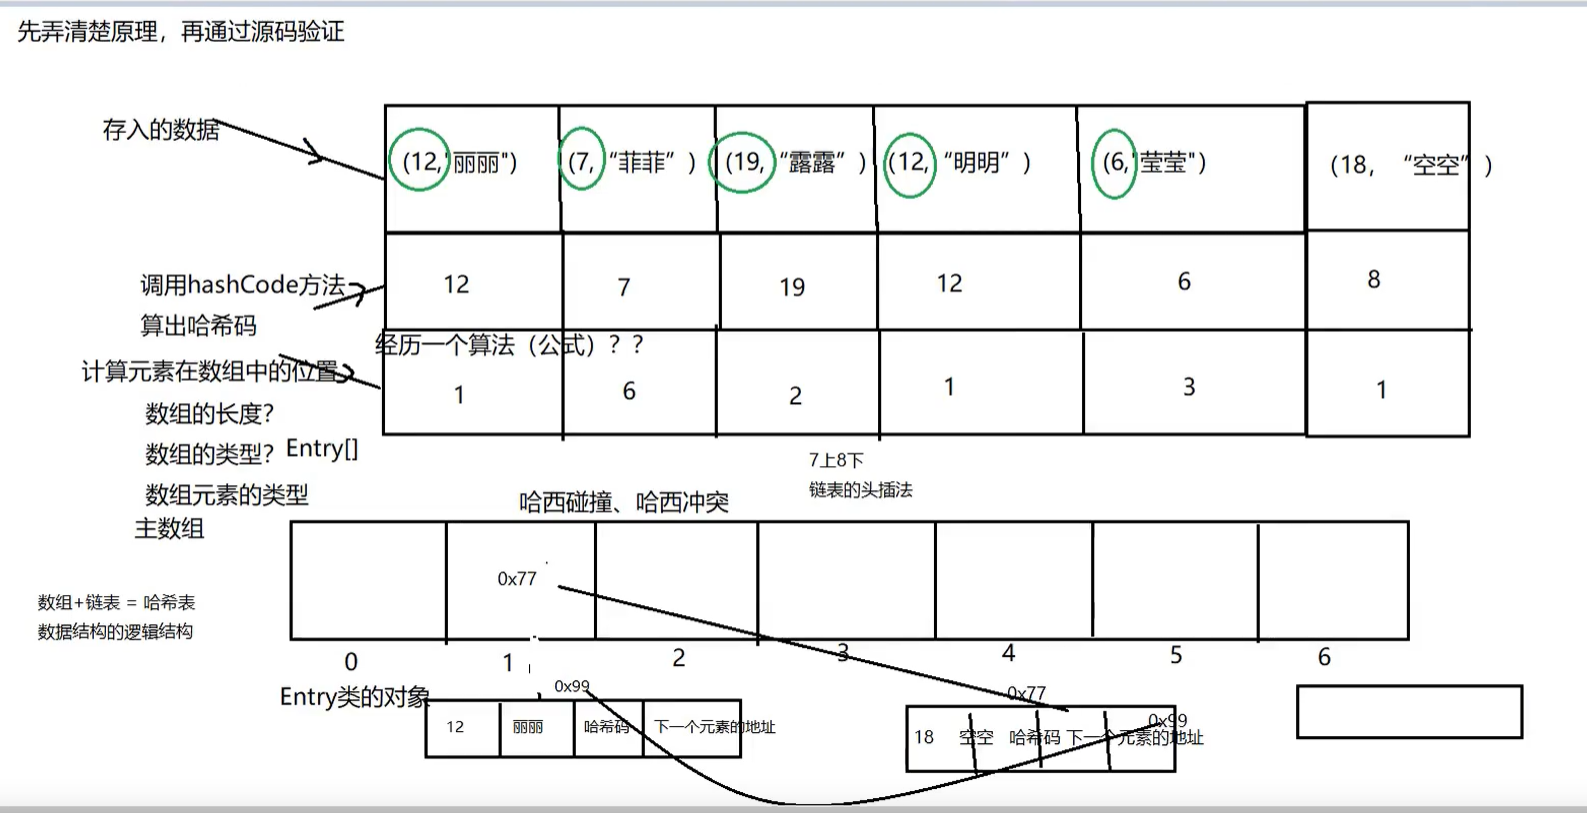 先弄清楚原理，再通过源码验证
存入的数据
(12,"丽丽")
(7,“菲菲”)
(19,“露露”)
(12,“明明”)
(6,"莹莹")
(18, “空空”)
调用hashCode方法
算出哈希码
12
7
19
12
6
8
经历一个算法（公式）？？
计算元素在数组中的位置
1
6
2
1
3
1
数组的长度?
数组的类型? Entry[]
数组元素的类型
7上8下
链表的头插法
哈西碰撞、哈西冲突
主数组
0x77
数组+链表 = 哈希表
数据结构的逻辑结构
0
1
2
3
4
5
6
Entry类的对象
0x99
12
丽丽
哈希码
下一个元素的地址
0x77
0x99
18
空空
哈希码
下一个元素的地址